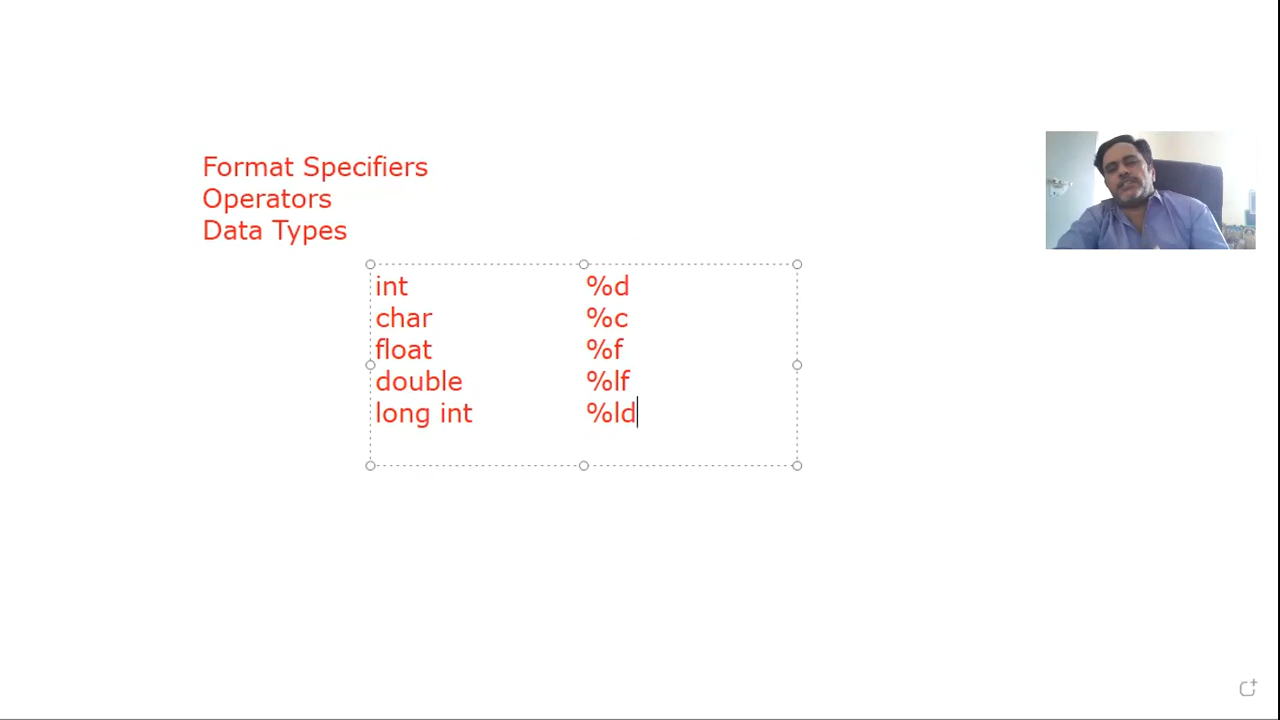 Format Specifiers
Operators
Data Types
int %d
char %c
float %f
double %lf
long int %ld